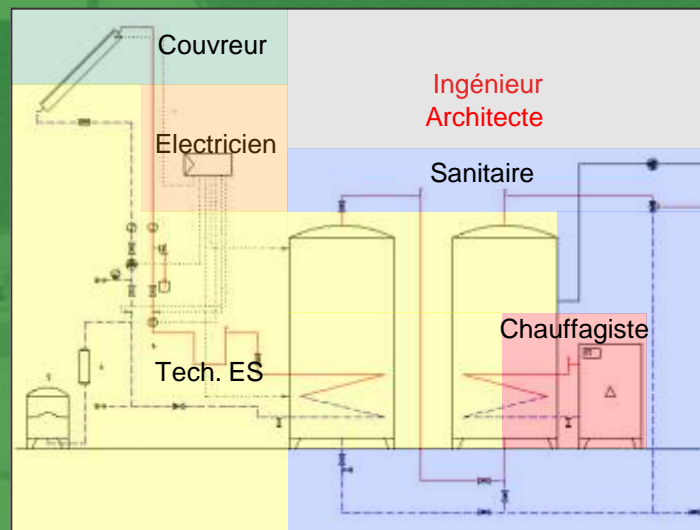 Couvreur
Ingénieur
Architecte
Electricien
Sanitaire
Chauffagiste
Tech. ES